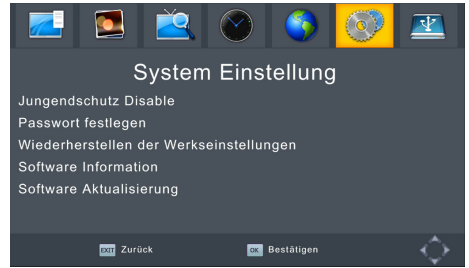 System Einstellung
Jungendschutz Disable
Passwort festlegen
Wiederherstellen der Werkseinstellungen
Software Information
Software Aktualisierung
EXIT Zurück
OK Bestätigen